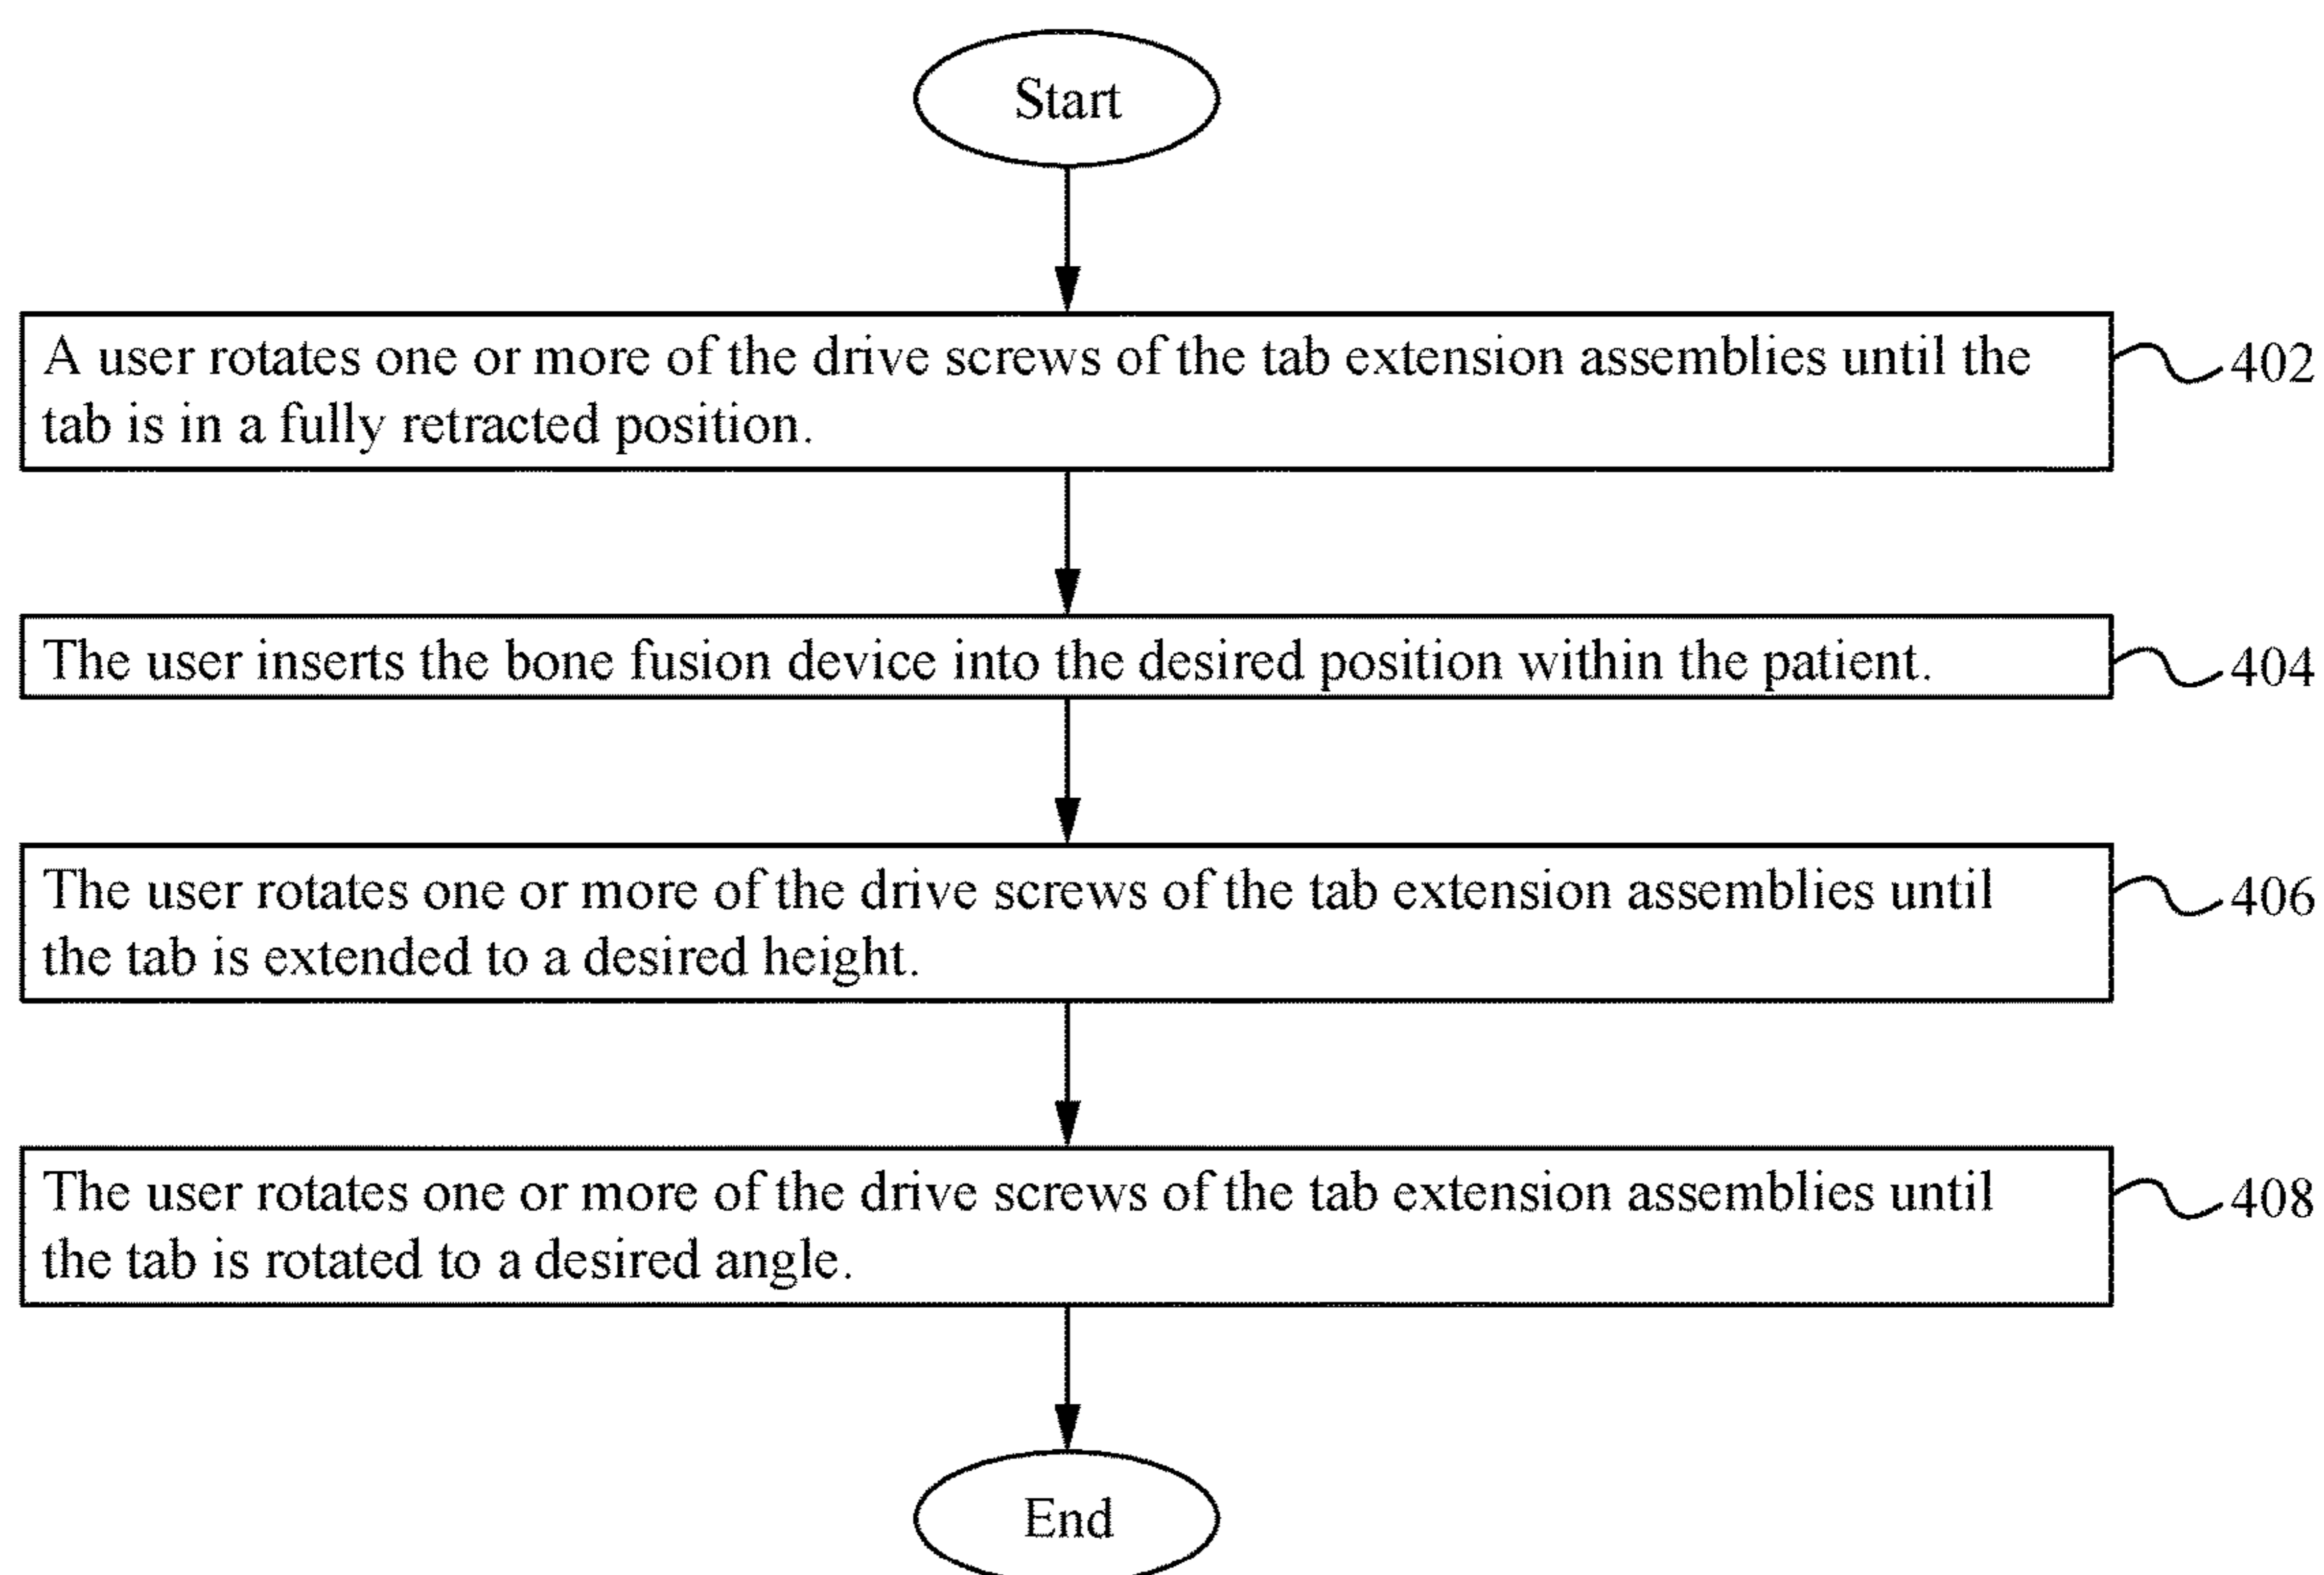 Start
A user rotates one or more of the drive screws of the tab extension assemblies until the
tab is in a fully retracted position.
402
The user inserts the bone fusion device into the desired position within the patient.
404
The user rotates one or more of the drive screws of the tab extension assemblies until
the tab is extended to a desired height.
406
The user rotates one or more of the drive screws of the tab extension assemblies until
the tab is rotated to a desired angle.
408
End